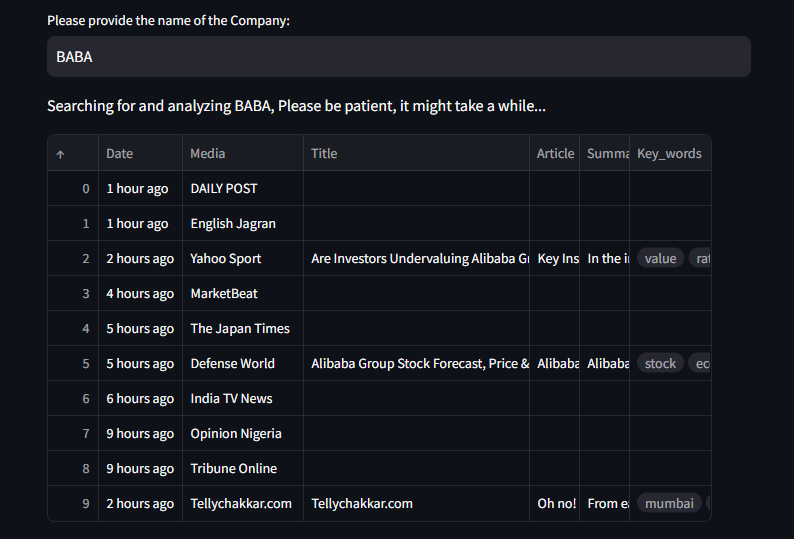 Please provide the name of the Company:
BABA
Searching for and analyzing BABA, Please be patient, it might take a while...
↑ Date Media Title Article Summa Key_words
0 1 hour ago DAILY POST
1 1 hour ago English Jagran
2 2 hours ago Yahoo Sport Are Investors Undervaluing Alibaba Gr Key Ins In the i value rat
3 4 hours ago MarketBeat
4 5 hours ago The Japan Times
5 5 hours ago Defense World Alibaba Group Stock Forecast, Price & Alibaba Alibaba stock ec
6 6 hours ago India TV News
7 9 hours ago Opinion Nigeria
8 9 hours ago Tribune Online
9 2 hours ago Tellychakkar.com Tellychakkar.com Oh no! From ea mumbai